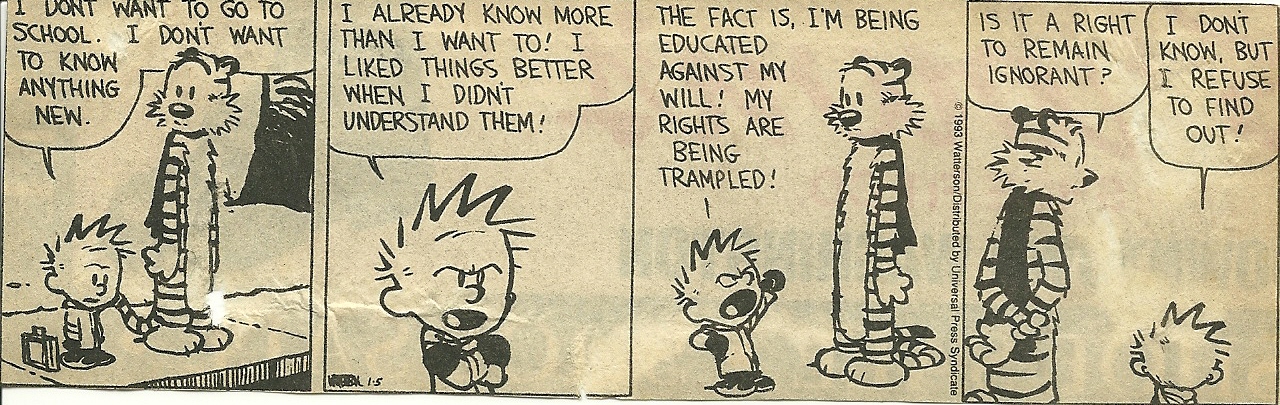 I DON'T WANT TO GO TO
SCHOOL. I DON'T WANT
TO KNOW
ANYTHING
NEW.
I ALREADY KNOW MORE
THAN I WANT TO! I
LIKED THINGS BETTER
WHEN I DIDN'T
UNDERSTAND THEM!
1-5
THE FACT IS, I'M BEING
EDUCATED
AGAINST MY
WILL! MY
RIGHTS ARE
BEING
TRAMPLED!
© 1993 Watterson/Distributed by Universal Press Syndicate
IS IT A RIGHT
TO REMAIN
IGNORANT?
I DON'T
KNOW, BUT
I REFUSE
TO FIND
OUT!